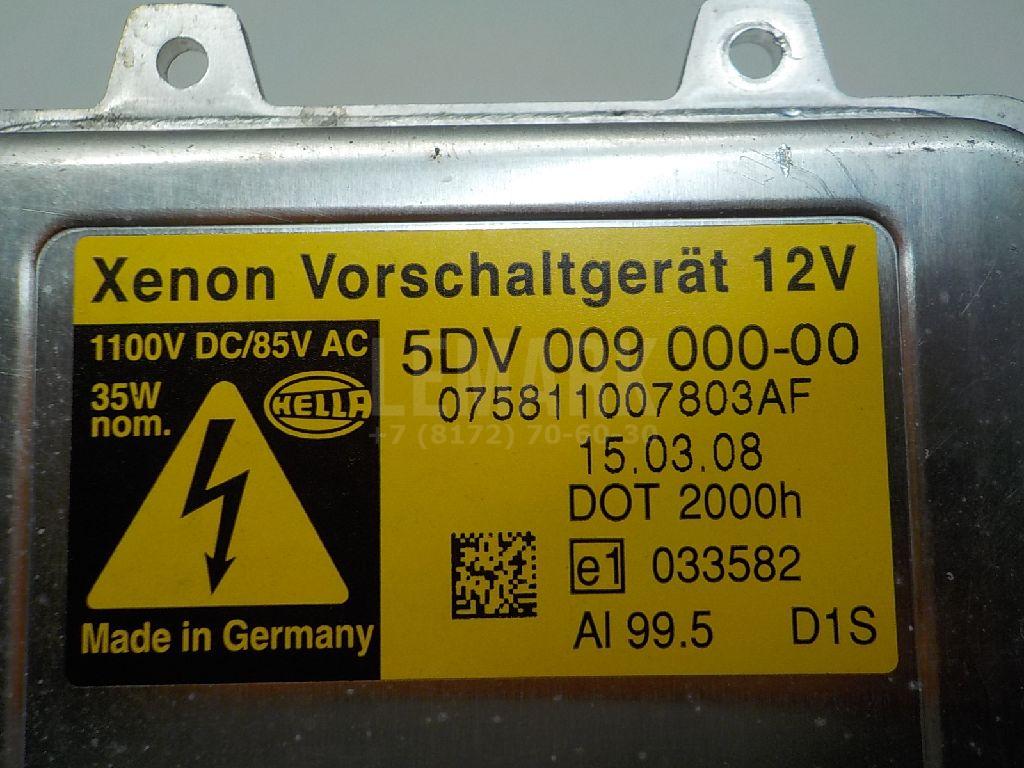 Xenon Vorschaltgerät 12V
1100V DC/85V AC
35W
nom.
HELLA
Made in Germany
5DV 009 000-00
075811007803AF
15.03.08
DOT 2000h
e1 033582
Al 99.5 D1S
LEMARK
+7 (8172) 70-60-30